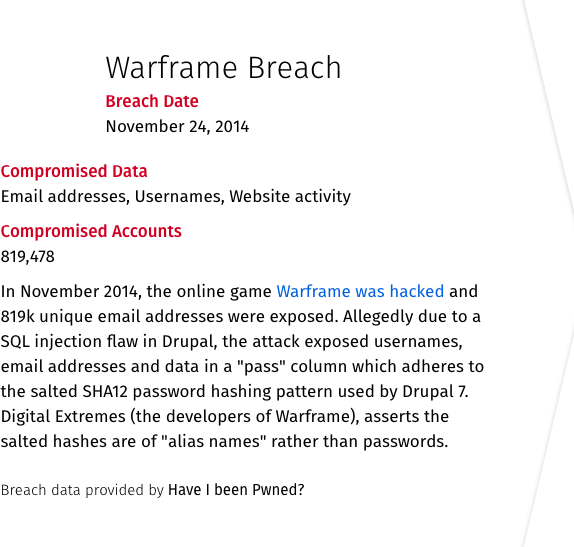 Warframe Breach
Breach Date
November 24, 2014
Compromised Data
Email addresses, Usernames, Website activity
Compromised Accounts
819,478
In November 2014, the online game Warframe was hacked and
819k unique email addresses were exposed. Allegedly due to a
SQL injection flaw in Drupal, the attack exposed usernames,
email addresses and data in a "pass" column which adheres to
the salted SHA12 password hashing pattern used by Drupal 7.
Digital Extremes (the developers of Warframe), asserts the
salted hashes are of "alias names" rather than passwords.
Breach data provided by Have I been Pwned?